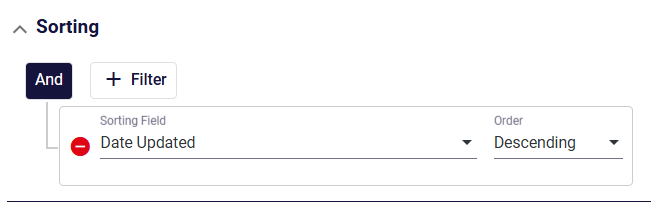 Sorting
And + Filter
Sorting Field Order
Date Updated Descending